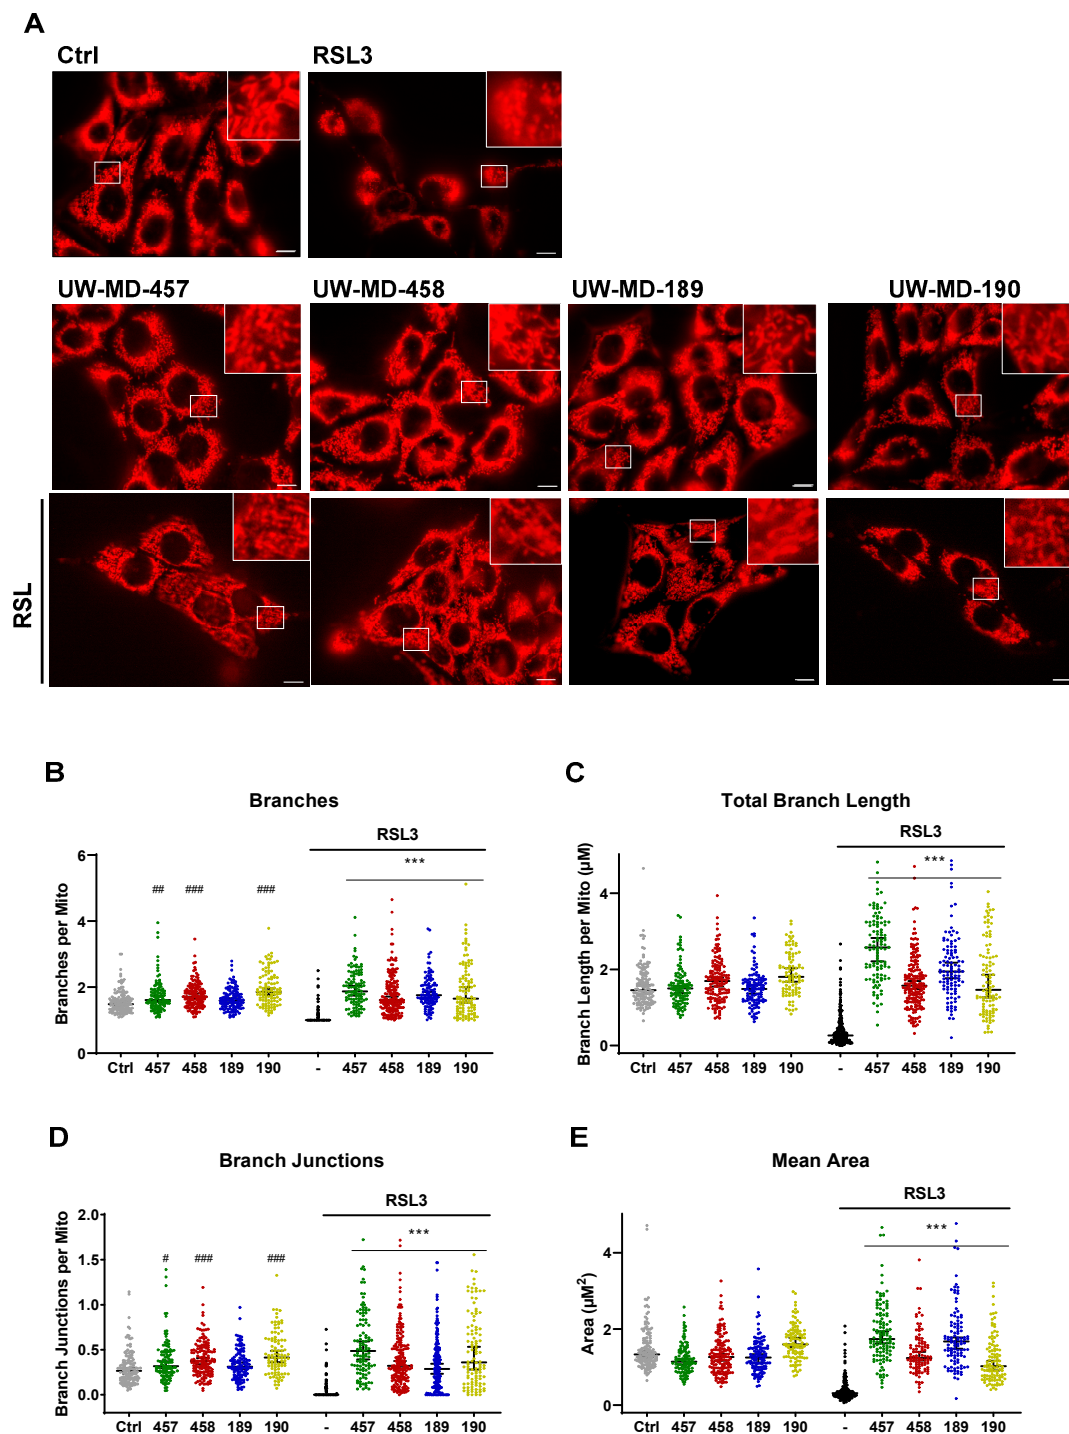 A
Ctrl RSL3
UW-MD-457 UW-MD-458 UW-MD-189 UW-MD-190
RSL
B
Branches
RSL3
***
## ### ###
Branches per Mito
6
4
2
0
Ctrl 457 458 189 190 - 457 458 189 190
C
Total Branch Length
RSL3
***
Branch Length per Mito (µM)
4
2
0
457 458 189 190 - 457 458 189 190
D
Branch Junctions
RSL3
***
# ### ###
Branch Junctions per Mito
2.0
1.5
1.0
0.5
0.0
Ctrl 457 458 189 190 - 457 458 189 190
E
Mean Area
RSL3
***
Area (µM²)
4
2
0
Ctrl 457 458 189 190 - 457 458 189 190